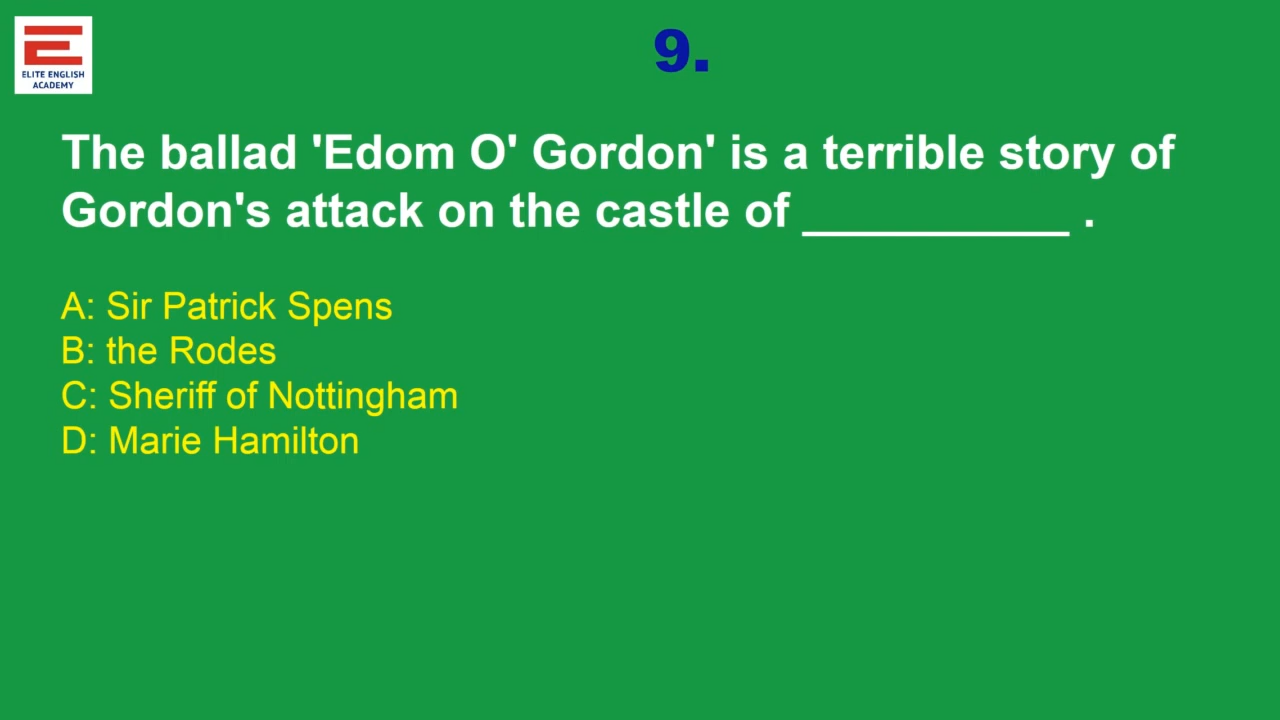 ELITE ENGLISH
ACADEMY
9.
The ballad 'Edom O' Gordon' is a terrible story of
Gordon's attack on the castle of __________ .
A: Sir Patrick Spens
B: the Rodes
C: Sheriff of Nottingham
D: Marie Hamilton